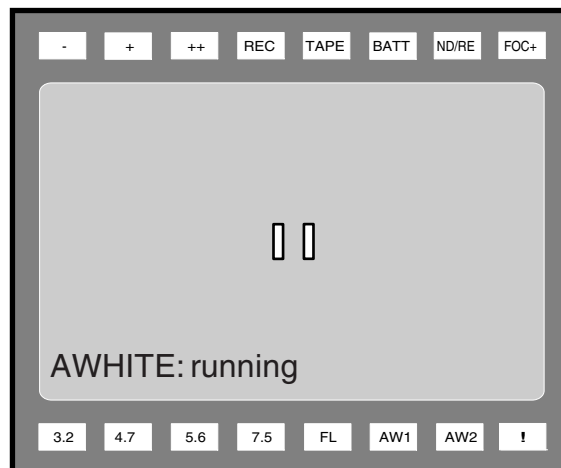 - + ++ REC TAPE BATT ND/RE FOC+
AWHITE: running
3.2 4.7 5.6 7.5 FL AW1 AW2 !